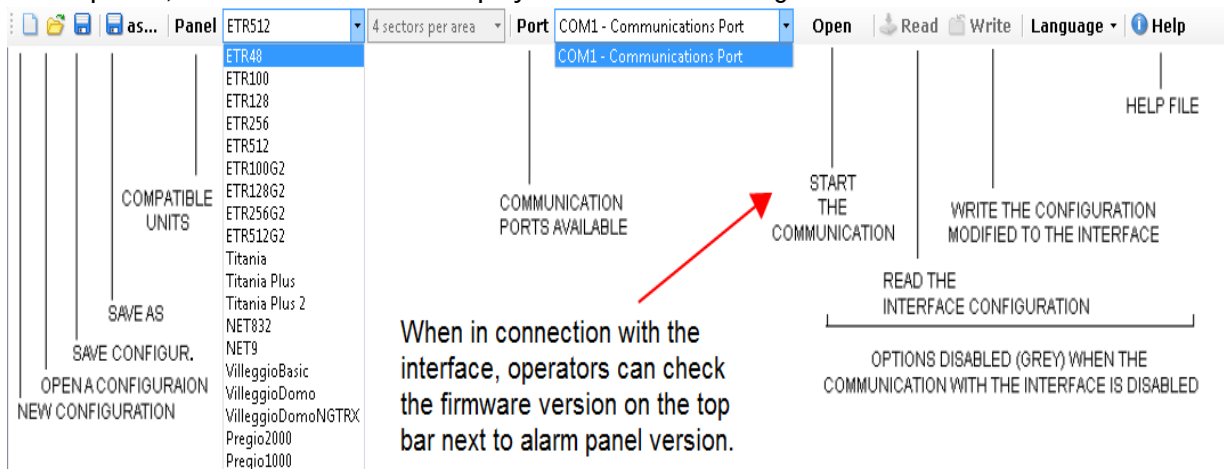 as... Panel ETR512 4 sectors per area Port COM1 - Communications Port Open Read Write Language Help
ETR48
ETR100
ETR128
ETR256
ETR512
ETR100G2
ETR128G2
ETR256G2
ETR512G2
Titania
Titania Plus
Titania Plus 2
NET832
NET9
VilleggioBasic
VilleggioDomo
VilleggioDomoNGTRX
Pregio2000
Pregio1000
COM1 - Communications Port
HELP FILE
COMPATIBLE
UNITS
COMMUNICATION
PORTS AVAILABLE
START
THE
COMMUNICATION
WRITE THE CONFIGURATION
MODIFIED TO THE INTERFACE
READ THE
INTERFACE CONFIGURATION
SAVE AS
SAVE CONFIGUR.
OPEN A CONFIGURAION
NEW CONFIGURATION
When in connection with the
interface, operators can check
the firmware version on the top
bar next to alarm panel version.
OPTIONS DISABLED (GREY) WHEN THE
COMMUNICATION WITH THE INTERFACE IS DISABLED